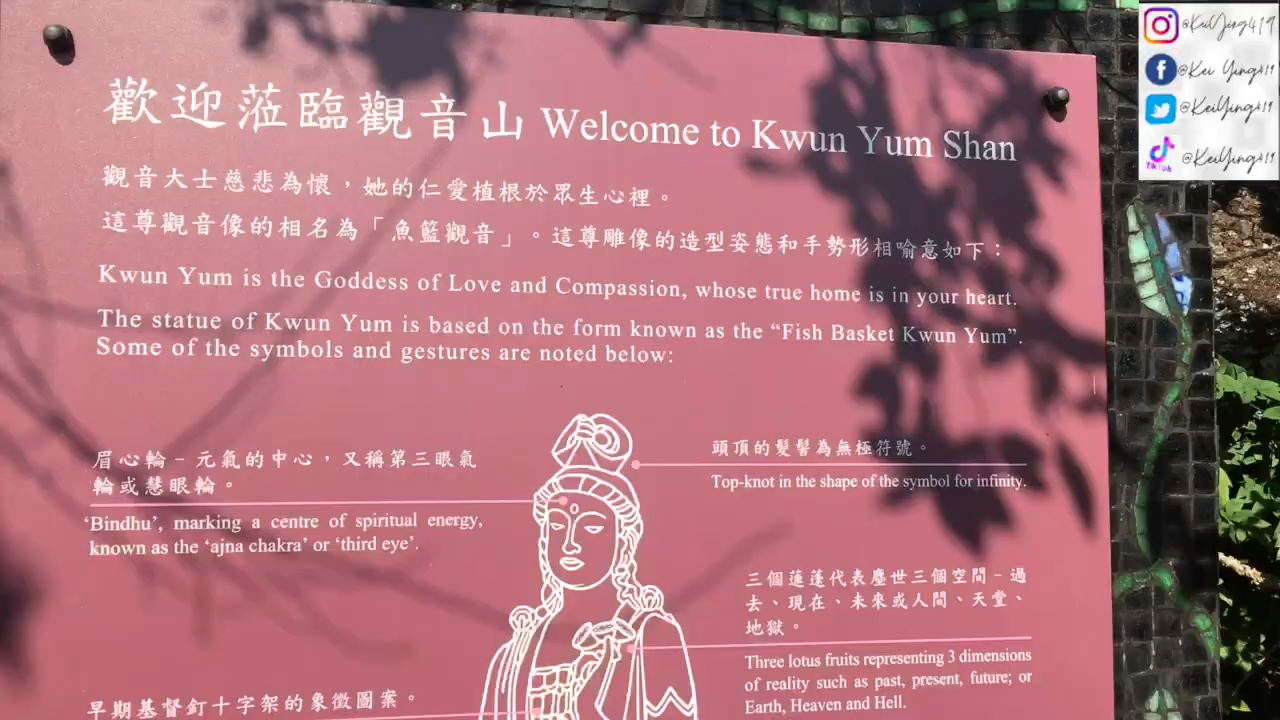 歡迎蒞臨觀音山 Welcome to Kwun Yum Shan
觀音大士慈悲為懷，她的仁愛植根於眾生心裡。
這尊觀音像的相名為「魚籃觀音」。這尊雕像的造型姿態和手勢形相喻意如下：
Kwun Yum is the Goddess of Love and Compassion, whose true home is in your heart.
The statue of Kwun Yum is based on the form known as the “Fish Basket Kwun Yum”.
Some of the symbols and gestures are noted below:
眉心輪－元氣的中心，又稱第三眼氣
輪或慧眼輪。
‘Bindhu’, marking a centre of spiritual energy,
known as the ‘ajna chakra’ or ‘third eye’.
頭頂的髮髻為無極符號。
Top-knot in the shape of the symbol for infinity.
三個蓮蓬代表塵世三個空間－過
去、現在、未來或人間、天堂、
地獄。
Three lotus fruits representing 3 dimensions
of reality such as past, present, future; or
Earth, Heaven and Hell.
早期基督釘十字架的象徵圖案。
@KeiYing419
@Kei Ying419
@KeiYing419
TikTok
@KeiYing419